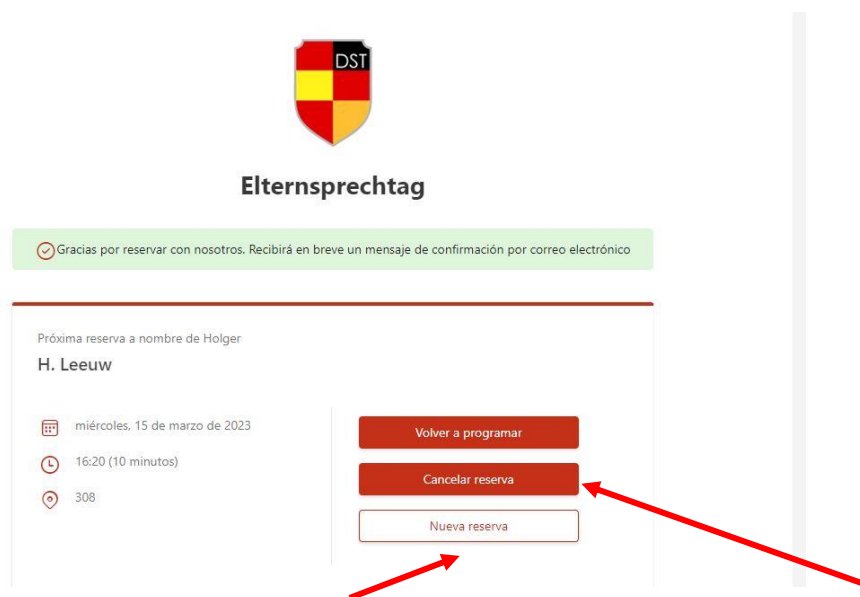 DST
Elternsprechtag
Gracias por reservar con nosotros. Recibirá en breve un mensaje de confirmación por correo electrónico
Próxima reserva a nombre de Holger
H. Leeuw
miércoles, 15 de marzo de 2023
16:20 (10 minutos)
308
Volver a programar
Cancelar reserva
Nueva reserva